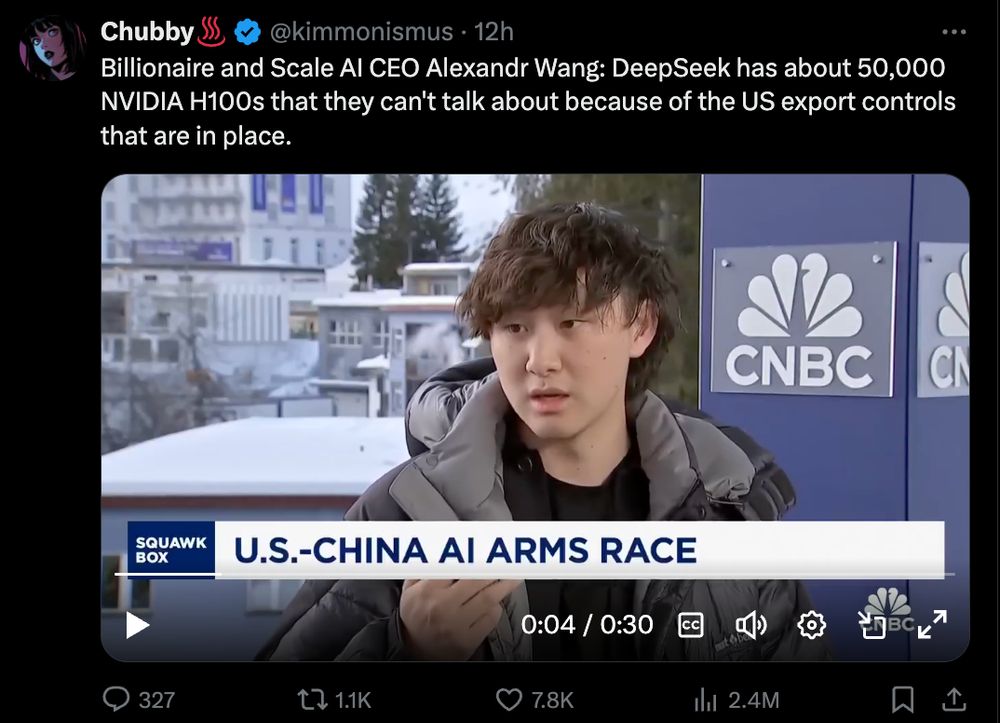 Chubby♨️ @kimmonismus · 12h
Billionaire and Scale AI CEO Alexandr Wang: DeepSeek has about 50,000
NVIDIA H100s that they can't talk about because of the US export controls
that are in place.
CNBC
CN
SQUAWK
BOX
U.S.-CHINA AI ARMS RACE
0:04 / 0:30
CC
CNBC
327
1.1K
7.8K
2.4M